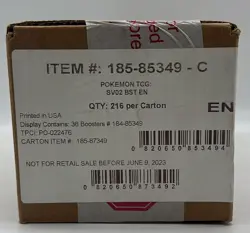 ITEM #: 185-85349 - C
POKEMON TCG:
SV02 BST EN
QTY: 216 per Carton
EN
Printed in USA
Display Contains: 36 Boosters # 184-85349
TPCI: PO-022476
CARTON ITEM #: 185-87349
0 820650 853494
NOT FOR RETAIL SALE BEFORE JUNE 9, 2023
0 0820650 873492